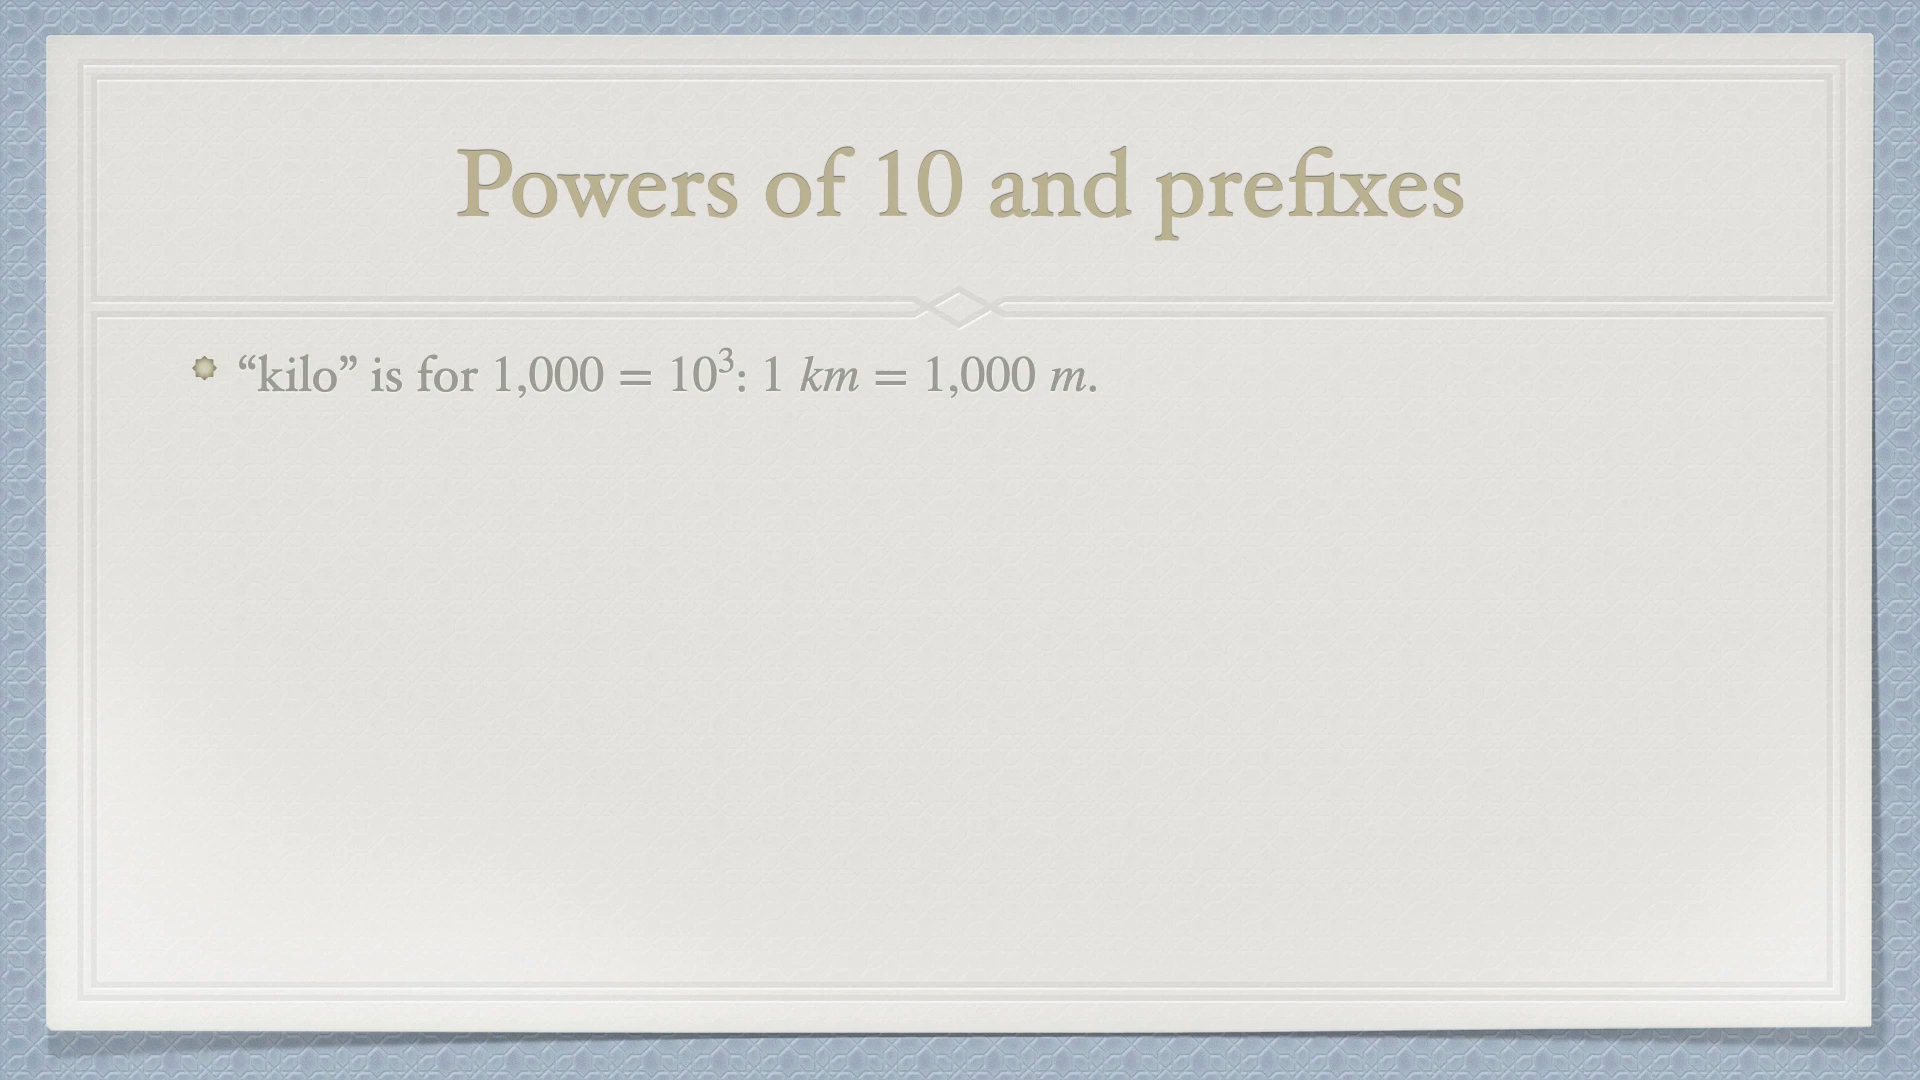 Powers of 10 and prefixes
“kilo” is for 1,000 = 10³: 1 km = 1,000 m.